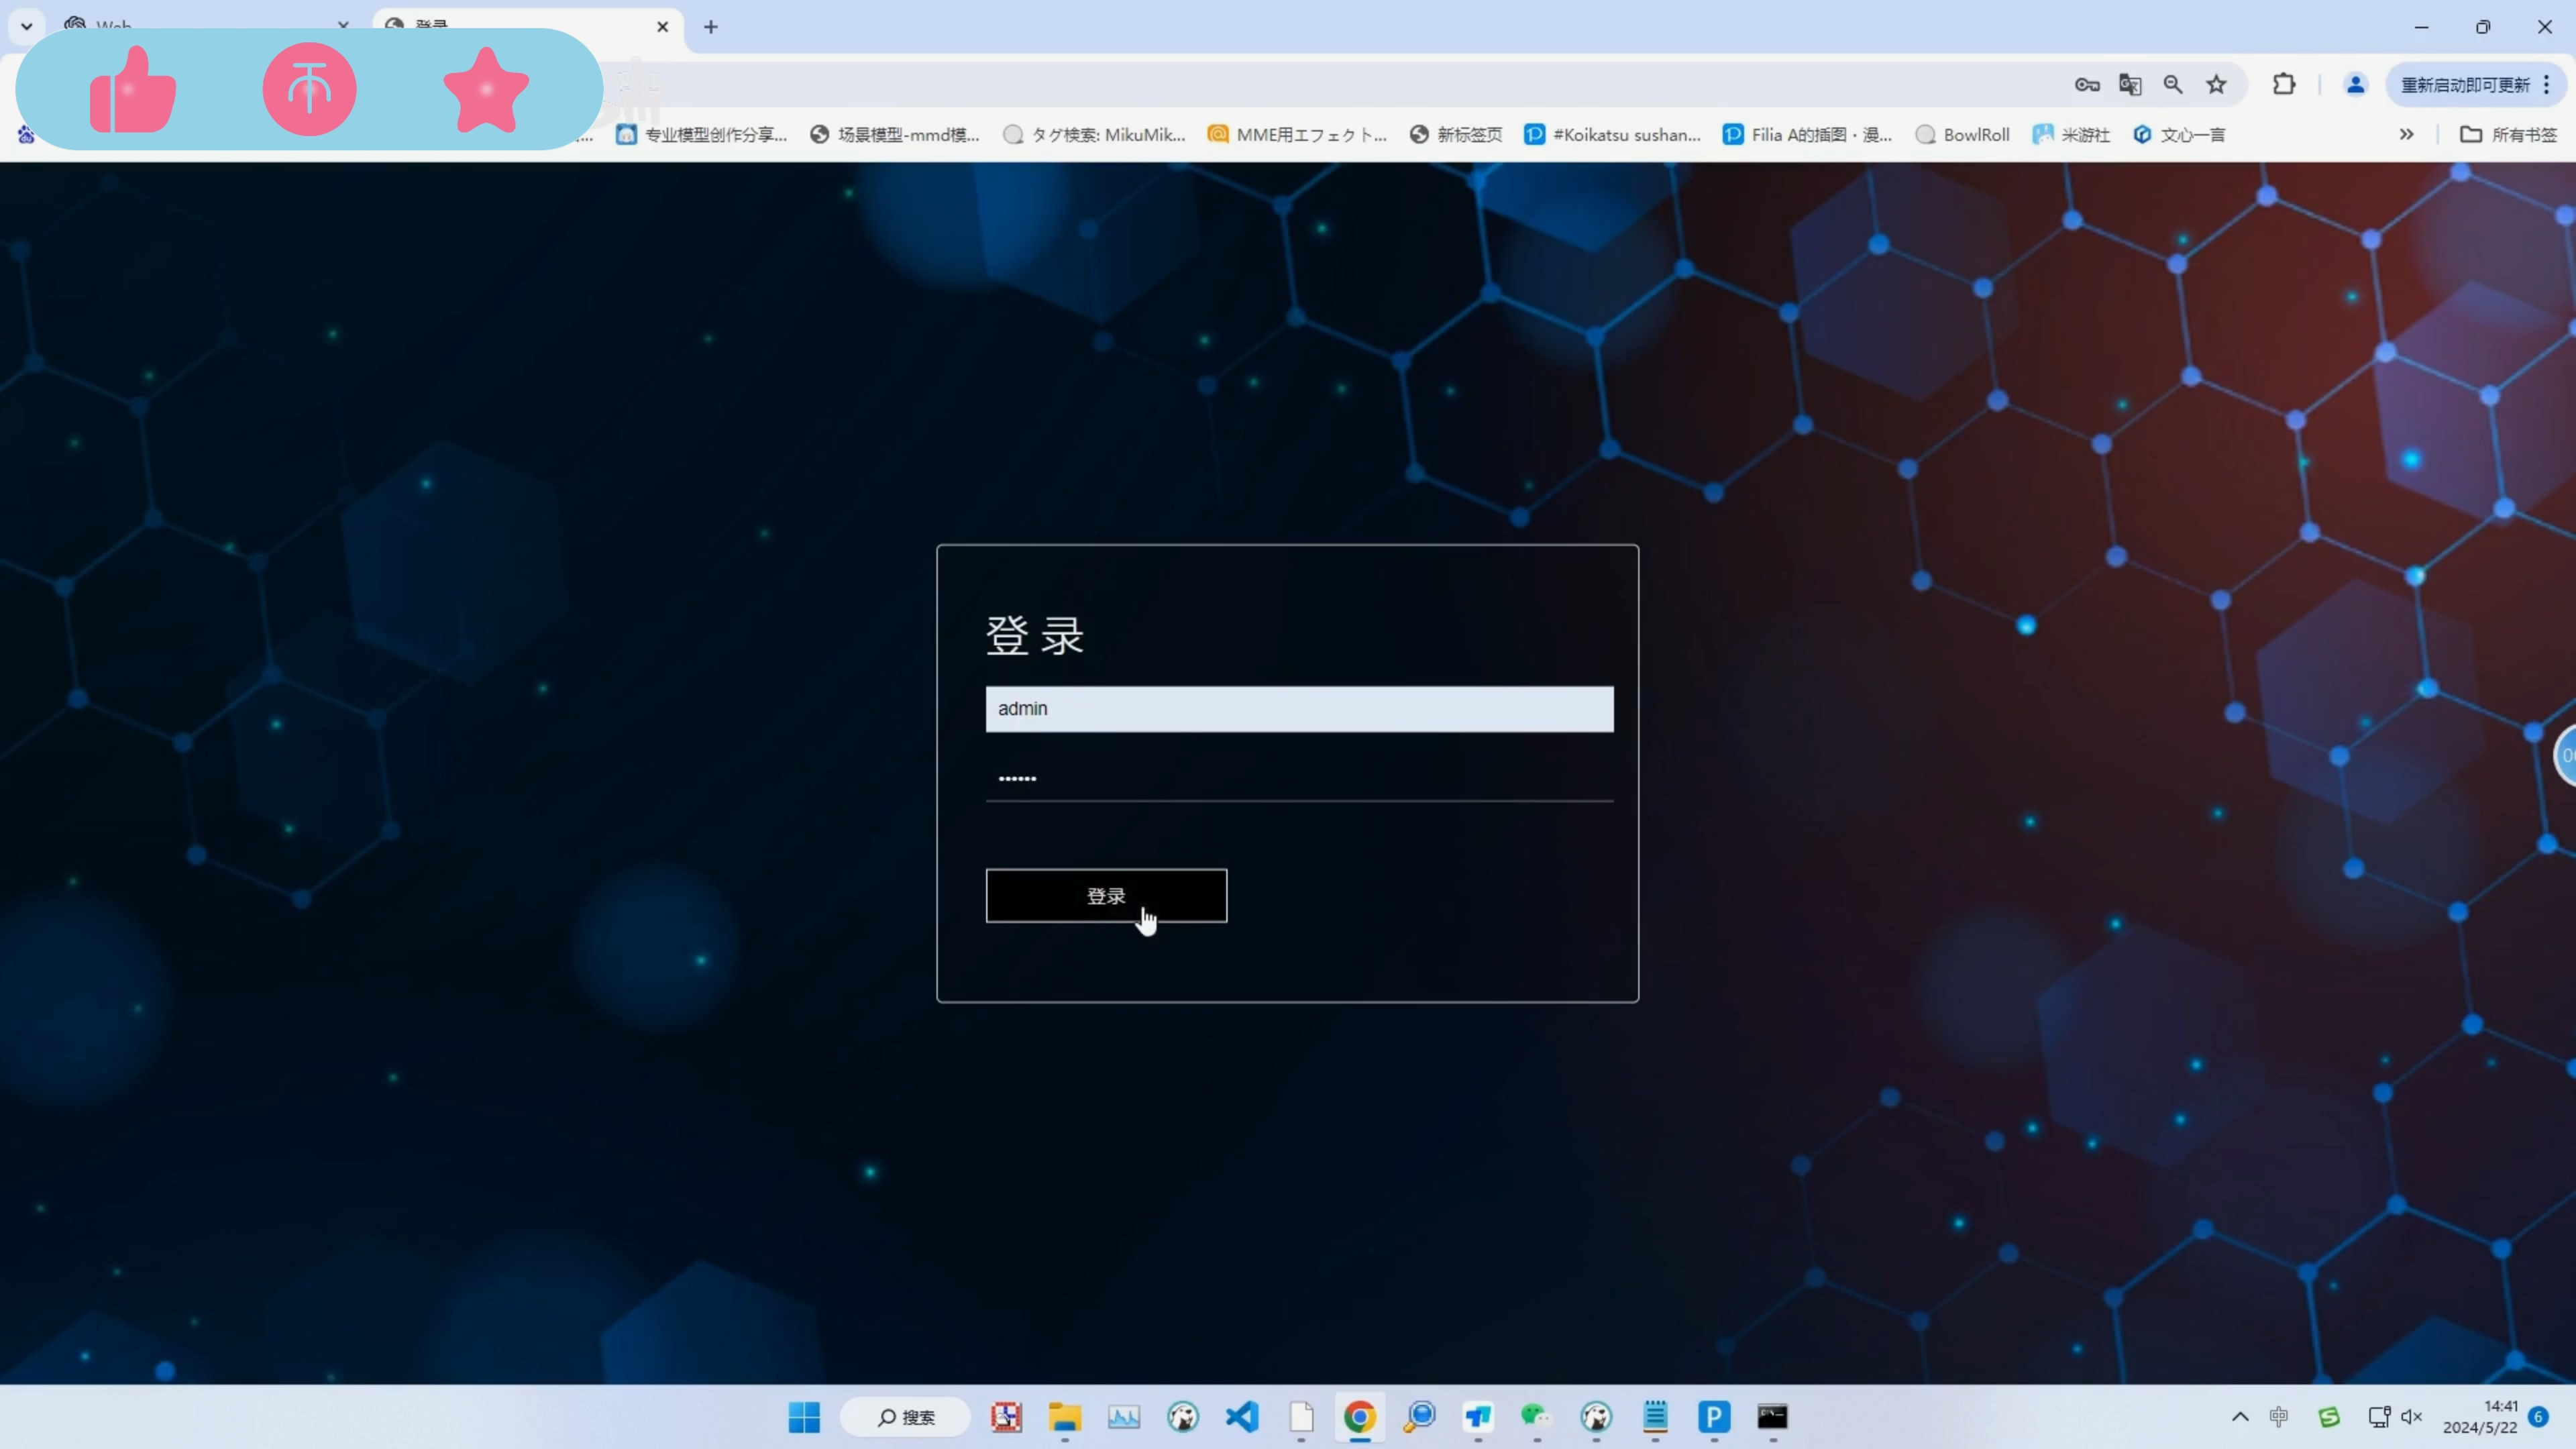 登录
重新启动即可更新
专业模型创作分享...
场景模型-mmd模...
タグ検索: MikuMik...
MME用エフェクト...
新标签页
#Koikatsu sushan...
Filia A的插图・漫...
BowlRoll
米游社
文心一言
所有书签
登录
admin
••••••
登录
搜索
中
14:41
2024/5/22
6